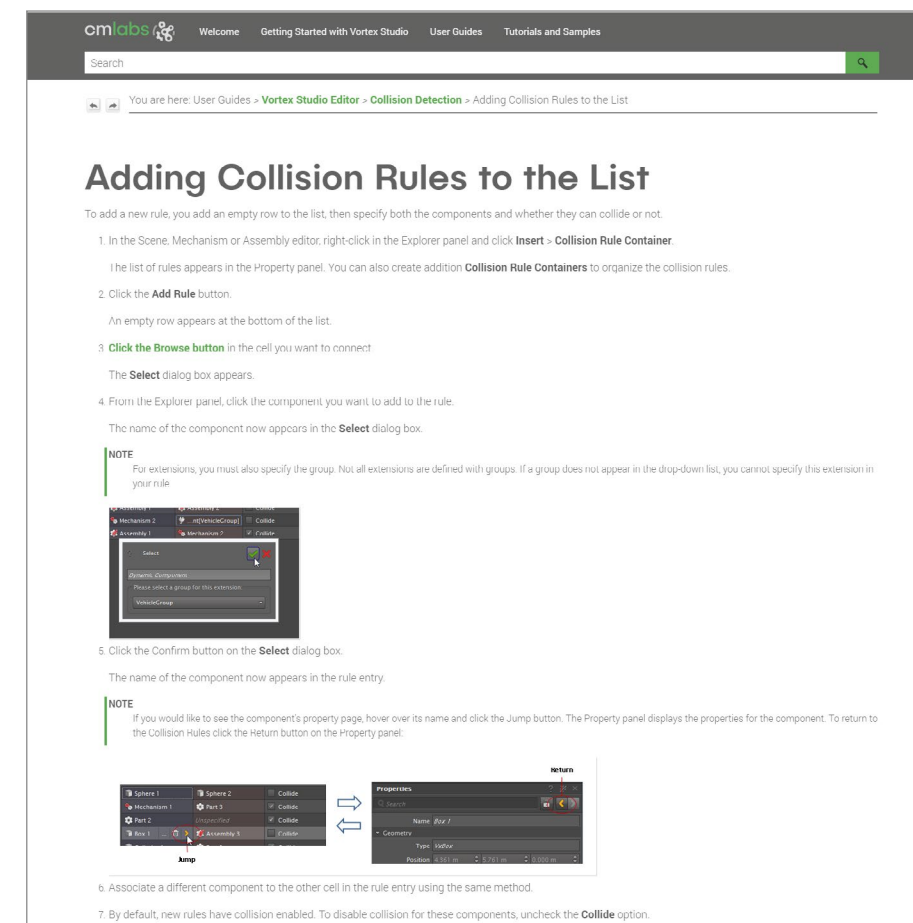 cmlabs Welcome Getting Started with Vortex Studio User Guides Tutorials and Samples
Search
You are here: User Guides > Vortex Studio Editor > Collision Detection > Adding Collision Rules to the List
Adding Collision Rules to the List
To add a new rule, you add an empty row to the list, then specify both the components and whether they can collide or not.
1. In the Scene, Mechanism or Assembly editor, right-click in the Explorer panel and click Insert > Collision Rule Container.
The list of rules appears in the Property panel. You can also create addition Collision Rule Containers to organize the collision rules.
2. Click the Add Rule button.
An empty row appears at the bottom of the list.
3. Click the Browse button in the cell you want to connect
The Select dialog box appears.
4. From the Explorer panel, click the component you want to add to the rule.
The name of the component now appears in the Select dialog box.
NOTE
For extensions, you must also specify the group. Not all extensions are defined with groups. If a group does not appear in the drop-down list, you cannot specify this extension in
your rule
Assembly 1 Assembly 2 Collide
Mechanism 2 ...nt[VehicleGroup] Collide
Assembly 1 Mechanism 2 Collide
Select
Dynamic Component
Please select a group for this extension
VehicleGroup
5. Click the Confirm button on the Select dialog box.
The name of the component now appears in the rule entry.
NOTE
If you would like to see the component's property page, hover over its name and click the Jump button. The Property panel displays the properties for the component. To return to
the Collision Rules click the Return button on the Property panel:
Return
Sphere 1 Sphere 2 Collide
Mechanism 1 Part 3 Collide
Part 2 Unspecified Collide
Box 1 ... Assembly 3 Collide
Jump
Properties ?
Search
Name Box 1
Geometry
Type VxBox
Position 4.361 m 5.761 m 0.000 m
6. Associate a different component to the other cell in the rule entry using the same method.
7. By default, new rules have collision enabled. To disable collision for these components, uncheck the Collide option.